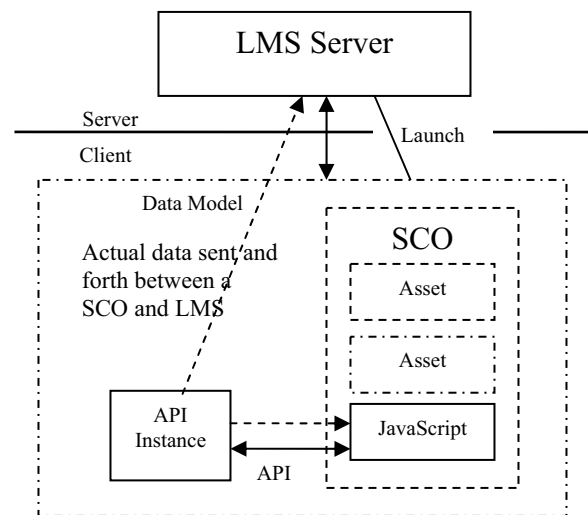 LMS Server
Server
Launch
Client
Data Model
Actual data sent and
forth between a
SCO and LMS
SCO
Asset
Asset
API
Instance
JavaScript
API